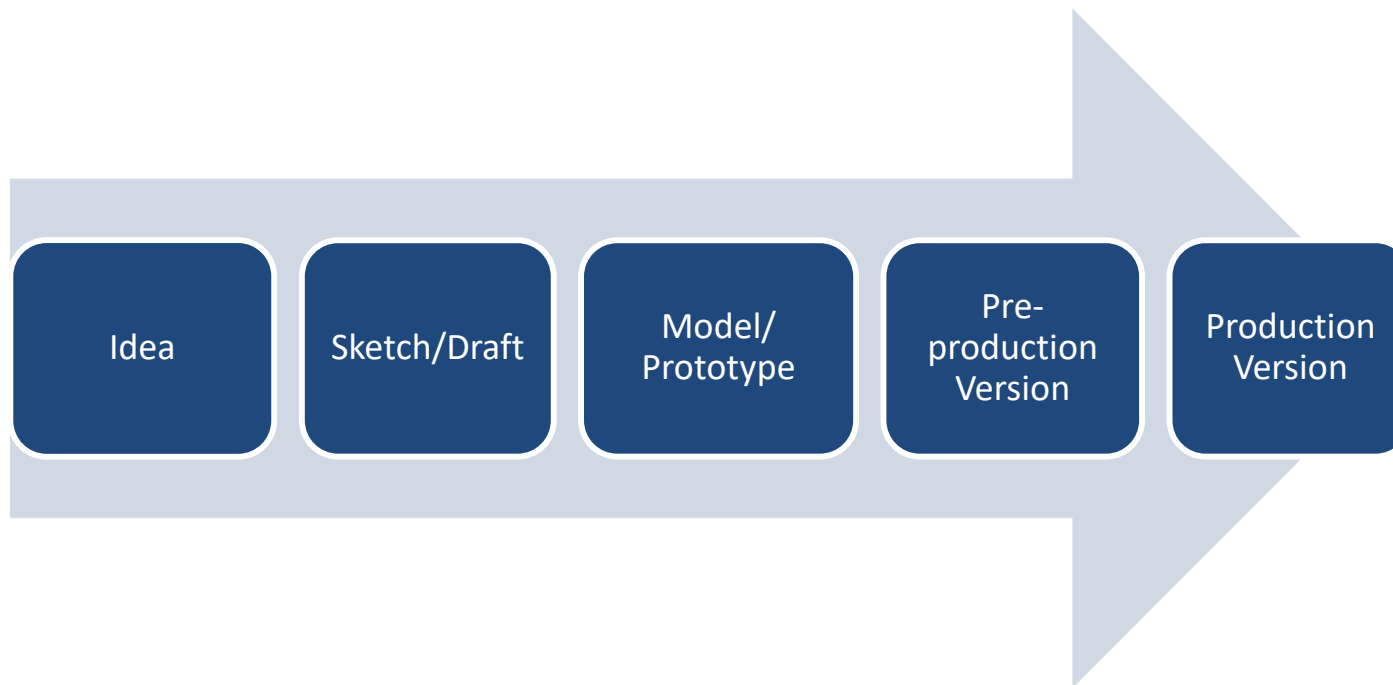 Idea
Sketch/Draft
Model/
Prototype
Pre-
production
Version
Production
Version